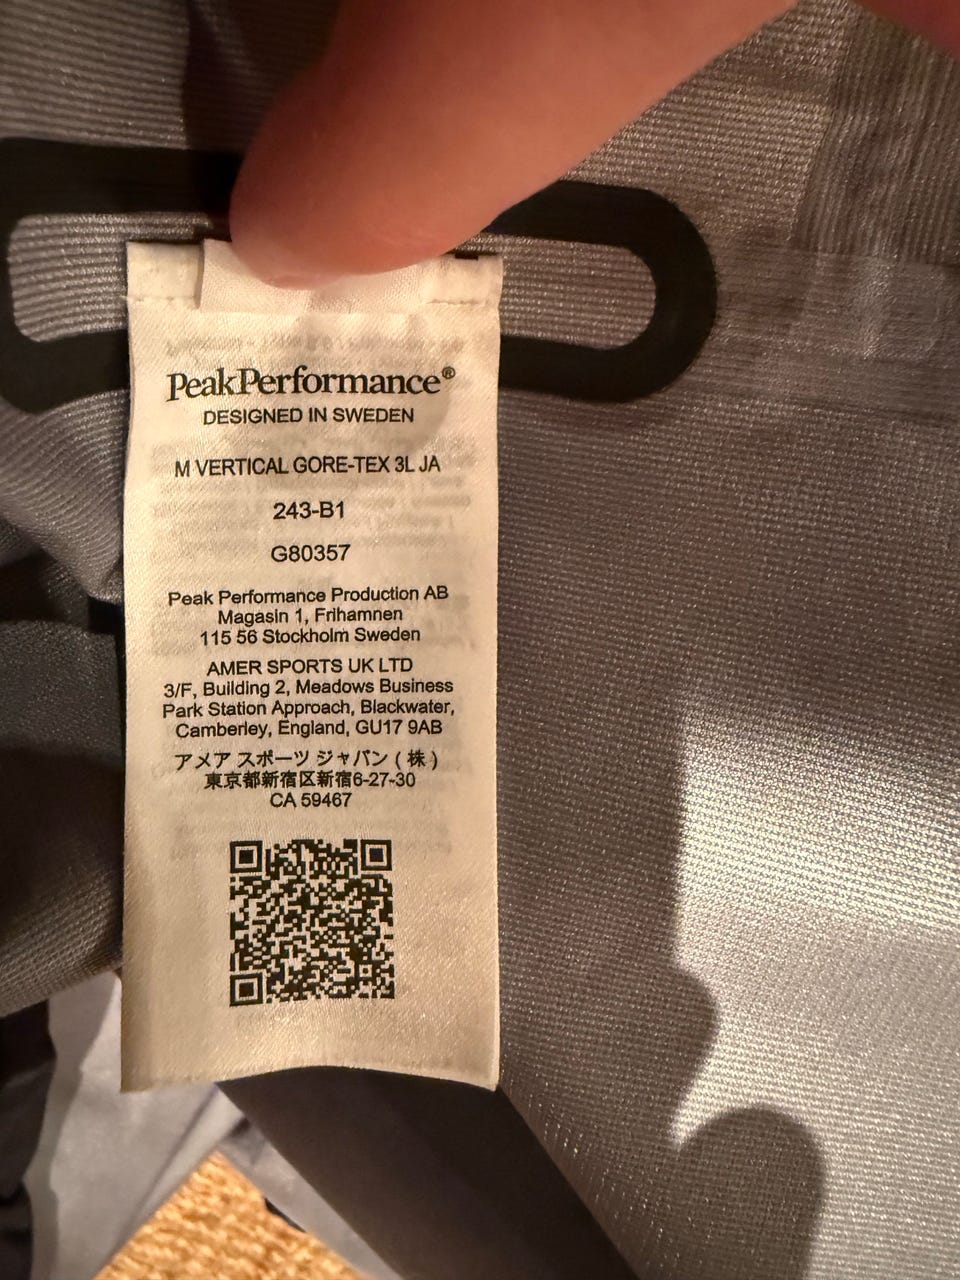 PeakPerformance®
DESIGNED IN SWEDEN
M VERTICAL GORE-TEX 3L JA
243-B1
G80357
Peak Performance Production AB
Magasin 1, Frihamnen
115 56 Stockholm Sweden
AMER SPORTS UK LTD
3/F, Building 2, Meadows Business
Park Station Approach, Blackwater,
Camberley, England, GU17 9AB
アメア スポーツ ジャパン ( 株 )
東京都新宿区新宿6-27-30
CA 59467